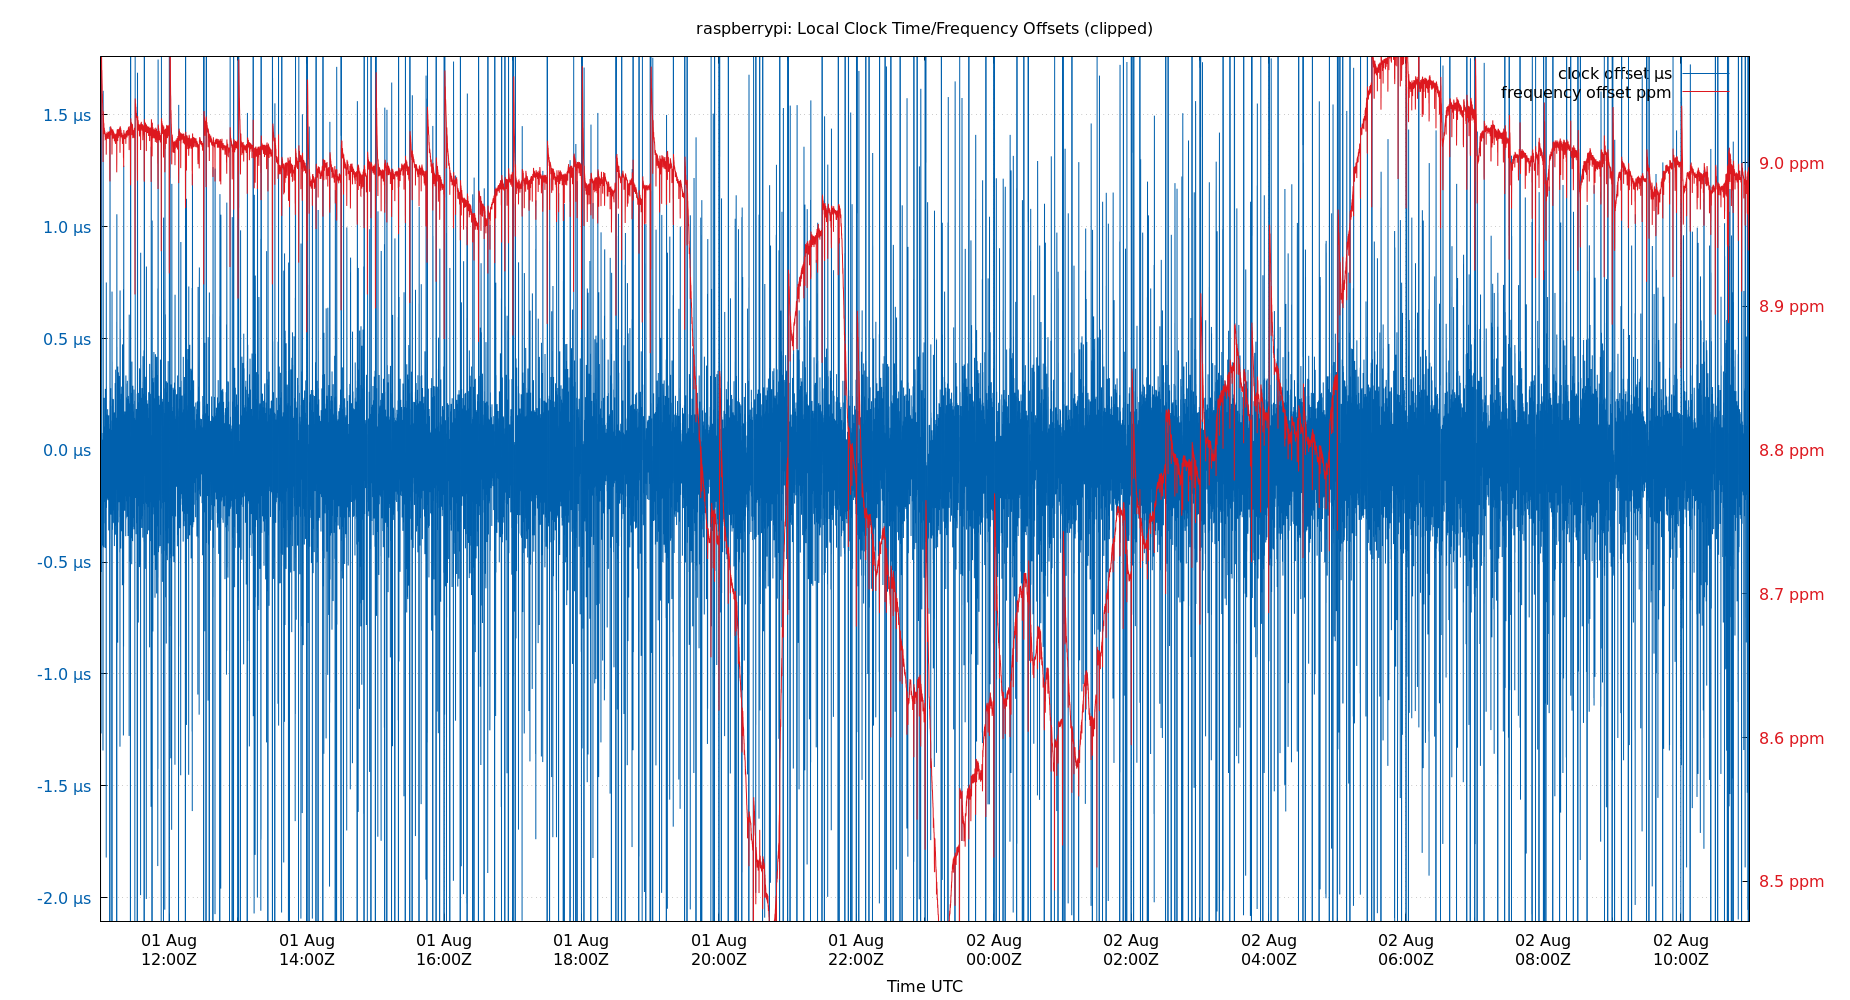 raspberrypi: Local Clock Time/Frequency Offsets (clipped)
clock offset µs
frequency offset ppm
1.5 µs
1.0 µs
0.5 µs
0.0 µs
-0.5 µs
-1.0 µs
-1.5 µs
-2.0 µs
9.0 ppm
8.9 ppm
8.8 ppm
8.7 ppm
8.6 ppm
8.5 ppm
01 Aug 01 Aug 01 Aug 01 Aug 01 Aug 01 Aug 02 Aug 02 Aug 02 Aug 02 Aug 02 Aug 02 Aug
12:00Z 14:00Z 16:00Z 18:00Z 20:00Z 22:00Z 00:00Z 02:00Z 04:00Z 06:00Z 08:00Z 10:00Z
Time UTC